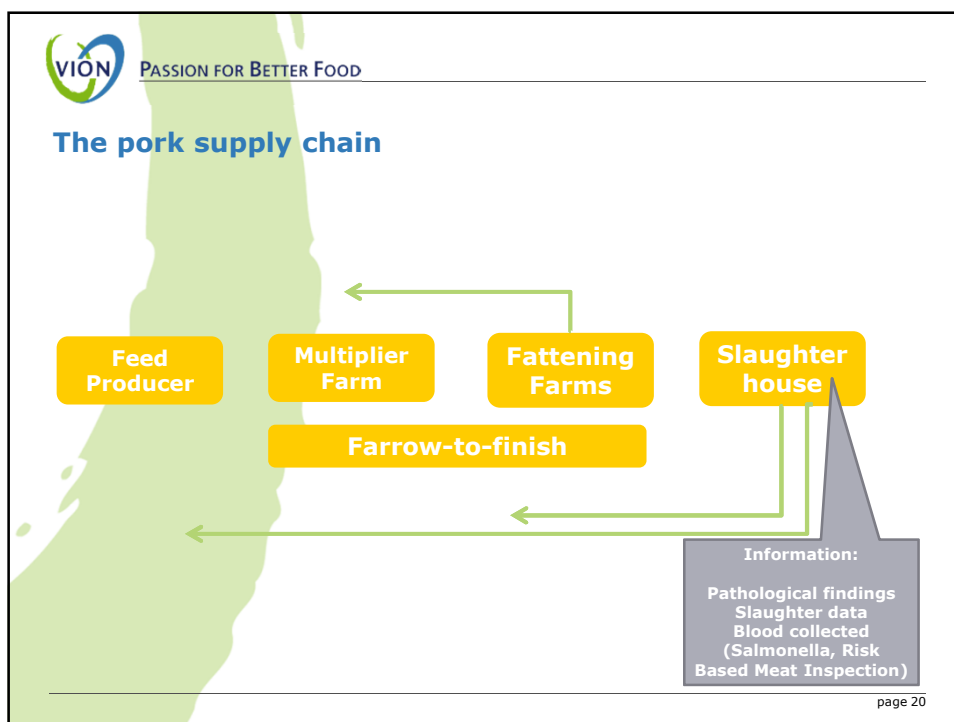 VION
PASSION FOR BETTER FOOD
The pork supply chain
Feed
Producer
Multiplier
Farm
Fattening
Farms
Slaughter
house
Farrow-to-finish
Information:
Pathological findings
Slaughter data
Blood collected
(Salmonella, Risk
Based Meat Inspection)
page 20